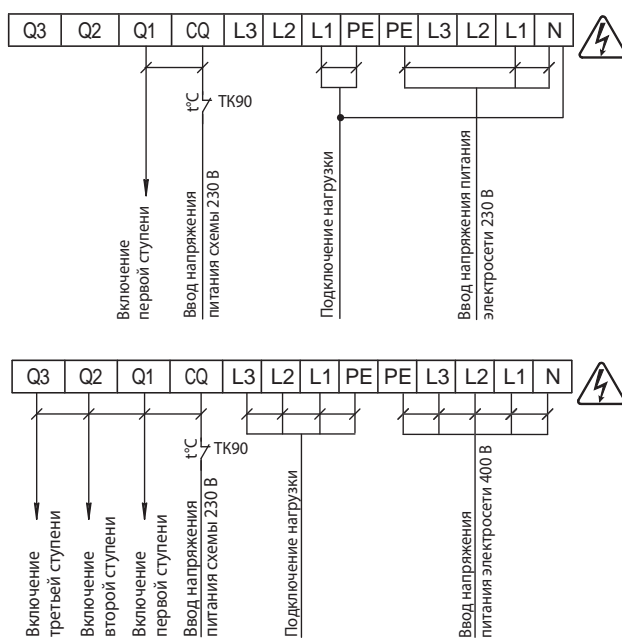 Q3 Q2 Q1 CQ L3 L2 L1 PE PE L3 L2 L1 N
t°C
TK90
Включение
первой ступени
Ввод напряжения
питания схемы 230 В
Подключение нагрузки
Ввод напряжения питания
электросети 230 В
Q3 Q2 Q1 CQ L3 L2 L1 PE PE L3 L2 L1 N
t°C
TK90
Включение
третьей ступени
Включение
второй ступени
Включение
первой ступени
Ввод напряжения
питания схемы 230 В
Подключение нагрузки
Ввод напряжения
питания электросети 400 В